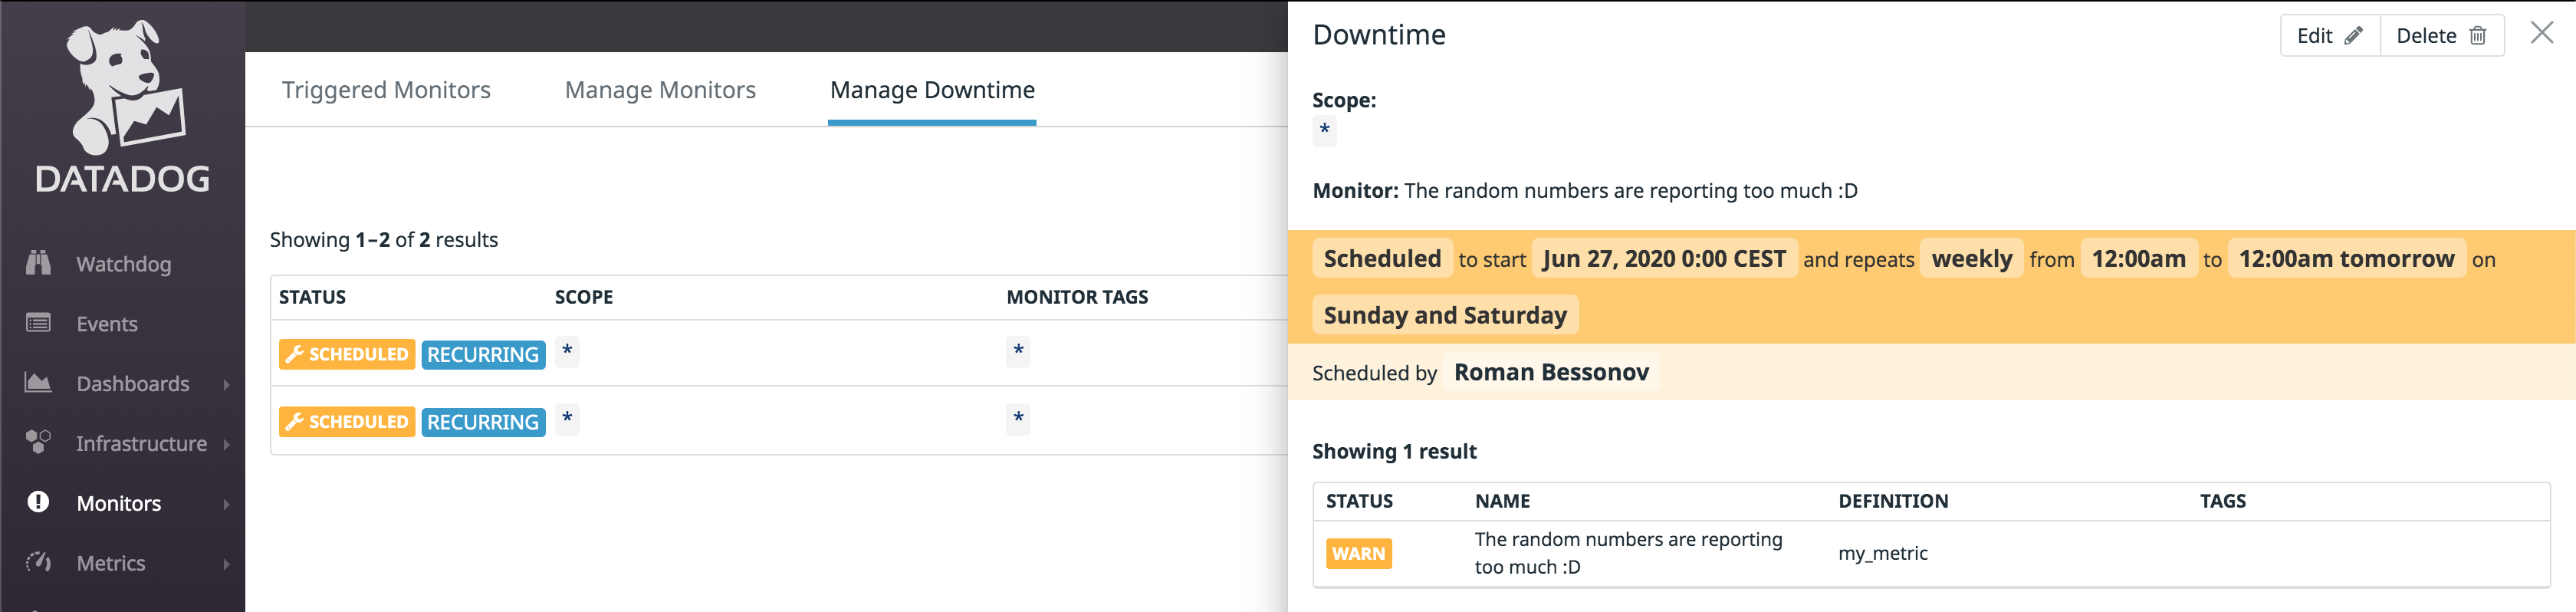 DATADOG
Watchdog
Events
Dashboards
Infrastructure
Monitors
Metrics
Triggered Monitors
Manage Monitors
Manage Downtime
Showing 1–2 of 2 results
STATUS SCOPE MONITOR TAGS
SCHEDULED RECURRING * *
SCHEDULED RECURRING * *
Downtime
Edit
Delete
Scope:
*
Monitor: The random numbers are reporting too much :D
Scheduled to start Jun 27, 2020 0:00 CEST and repeats weekly from 12:00am to 12:00am tomorrow on
Sunday and Saturday
Scheduled by Roman Bessonov
Showing 1 result
STATUS NAME DEFINITION TAGS
WARN The random numbers are reporting my_metric
too much :D